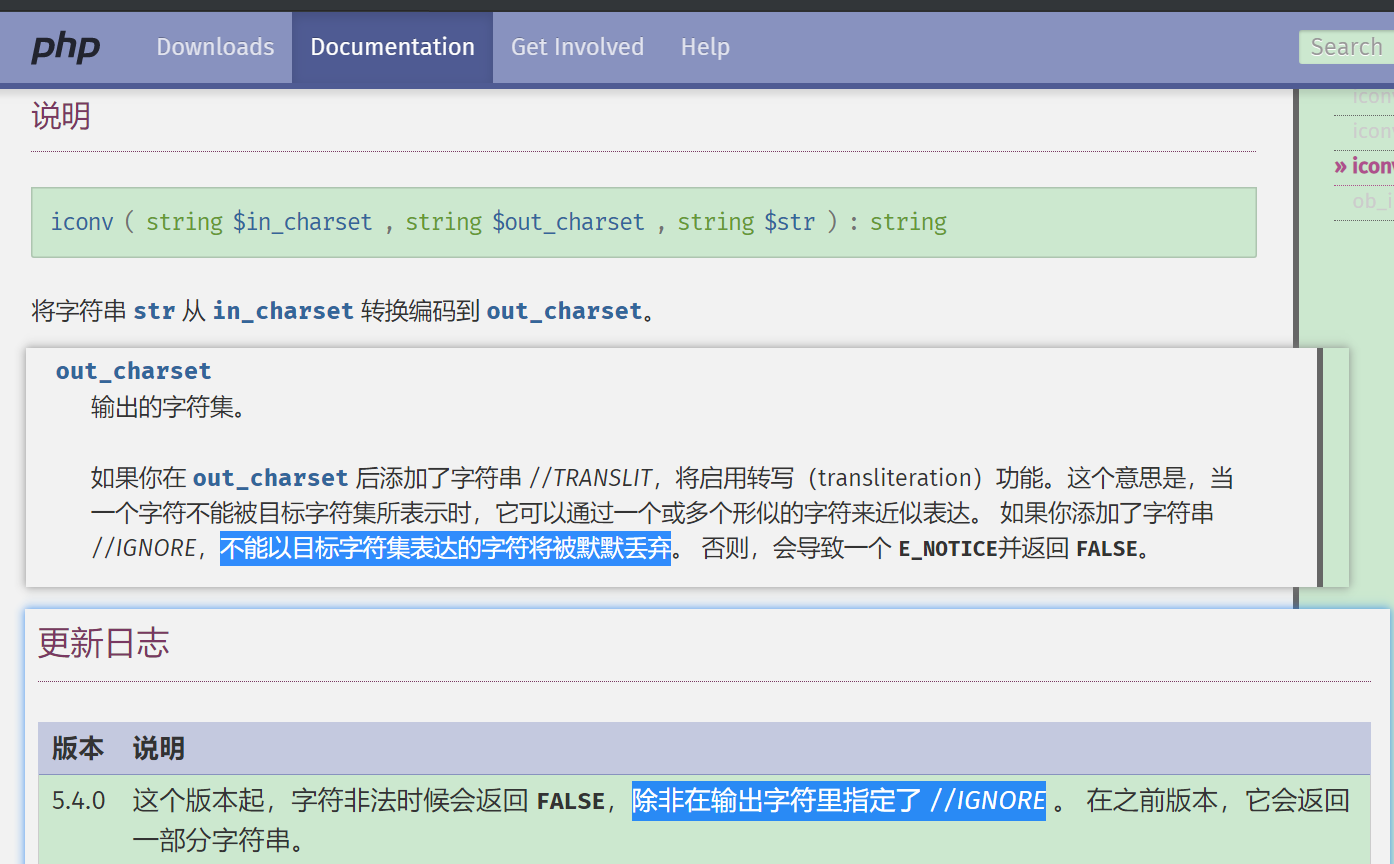 php Downloads Documentation Get Involved Help Search
说明
iconv ( string $in_charset , string $out_charset , string $str ) : string
将字符串 str 从 in_charset 转换编码到 out_charset。
out_charset
输出的字符集。
如果你在 out_charset 后添加了字符串 //TRANSLIT，将启用转写（transliteration）功能。这个意思是，当
一个字符不能被目标字符集所表示时，它可以通过一个或多个形似的字符来近似表达。 如果你添加了字符串
//IGNORE，不能以目标字符集表达的字符将被默默丢弃。 否则，会导致一个 E_NOTICE并返回 FALSE。
更新日志
版本 说明
5.4.0 这个版本起，字符非法时候会返回 FALSE，除非在输出字符里指定了 //IGNORE 。 在之前版本，它会返回
一部分字符串。
» iconv